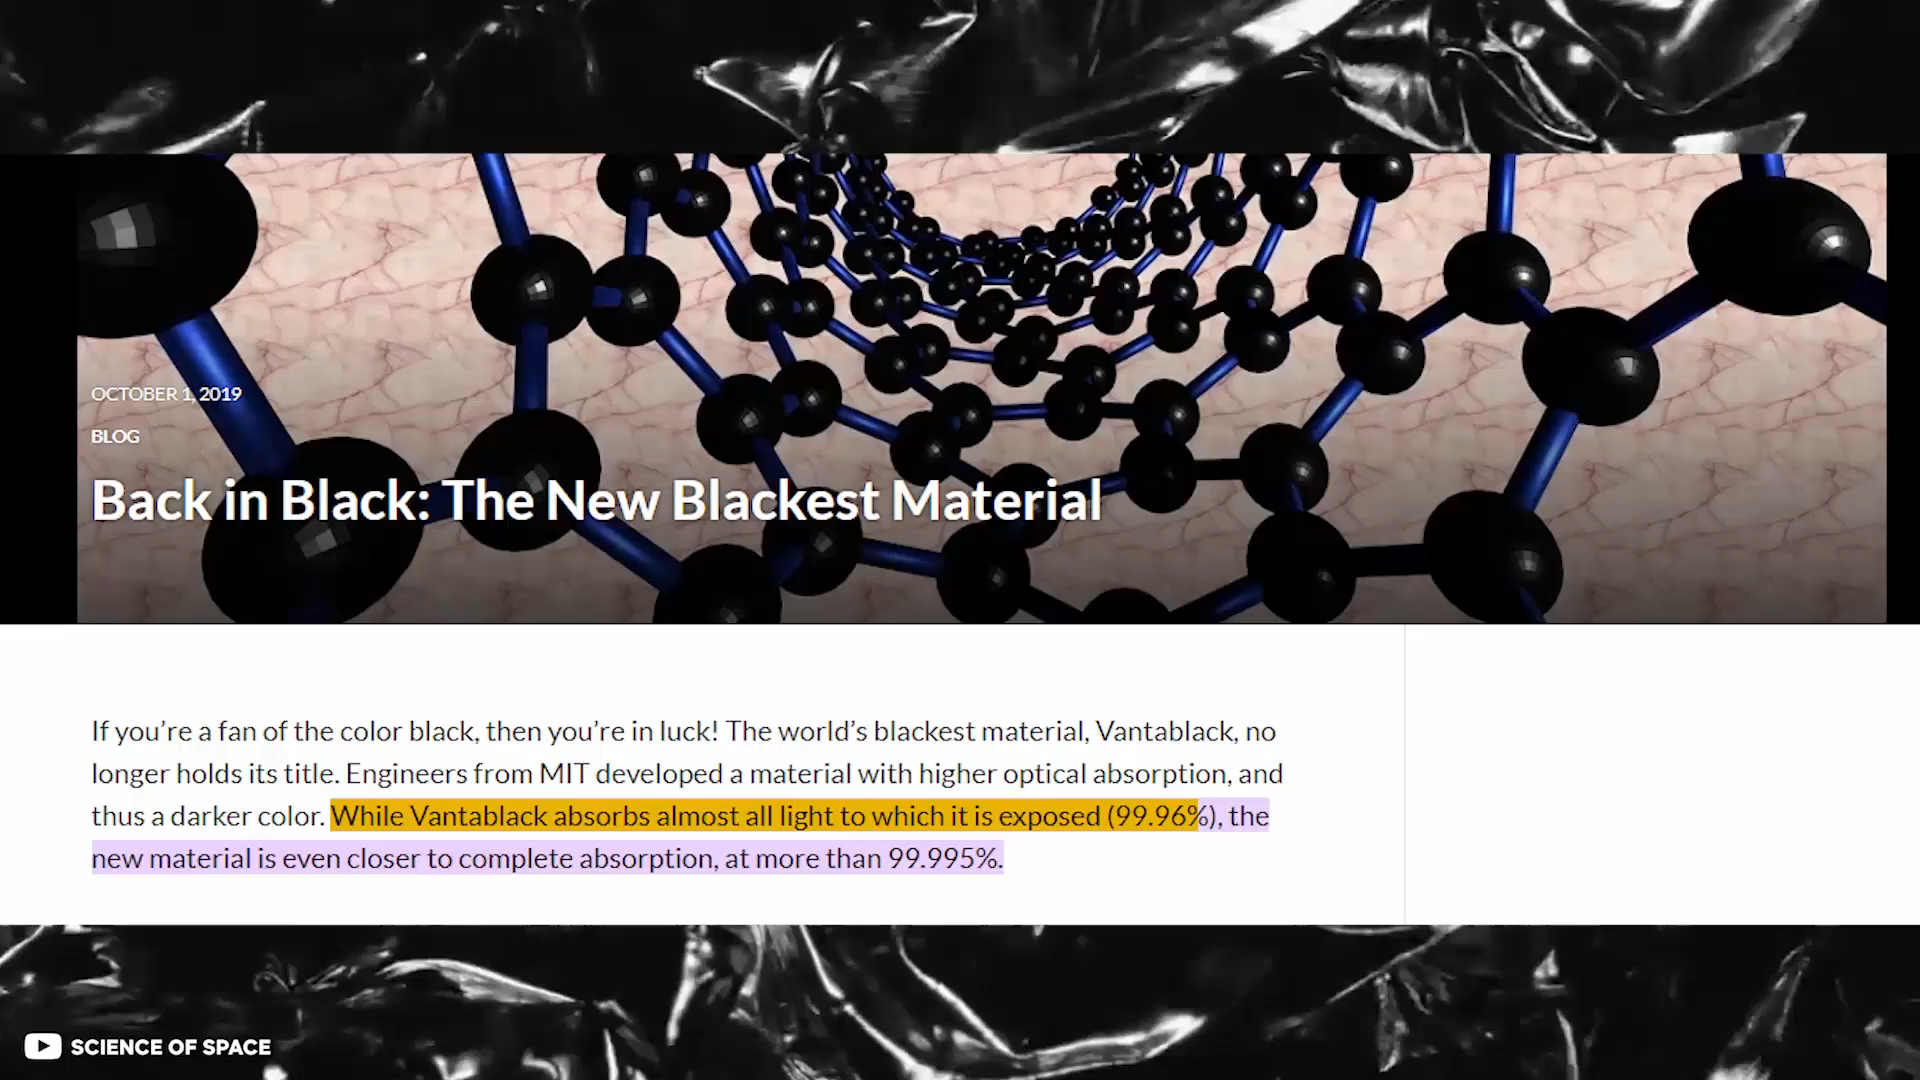 OCTOBER 1, 2019
BLOG
Back in Black: The New Blackest Material
If you’re a fan of the color black, then you’re in luck! The world’s blackest material, Vantablack, no
longer holds its title. Engineers from MIT developed a material with higher optical absorption, and
thus a darker color. While Vantablack absorbs almost all light to which it is exposed (99.96%), the
new material is even closer to complete absorption, at more than 99.995%.
SCIENCE OF SPACE